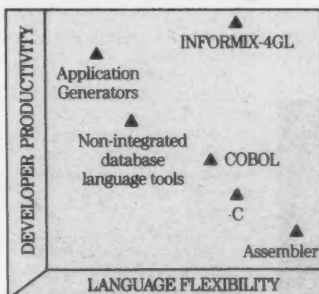 INFORMIX-4GL
Application
Generators
Non-integrated
database
language tools
COBOL
C
Assembler
DEVELOPER PRODUCTIVITY
LANGUAGE FLEXIBILITY